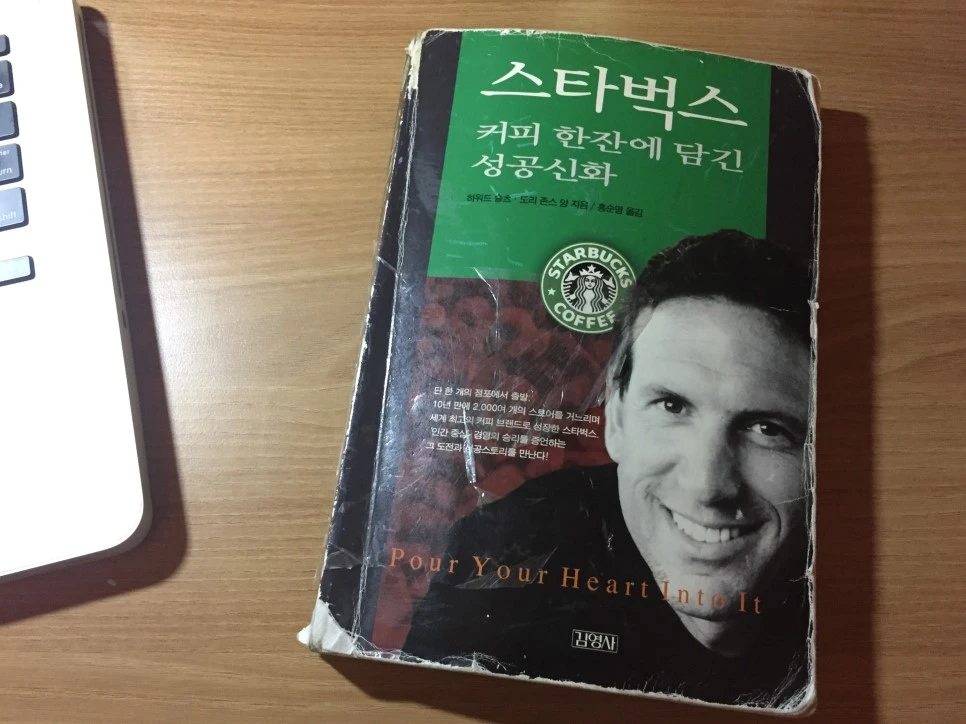 스타벅스
커피 한잔에 담긴
성공신화
하워드 슐츠 · 도리 존스 양 지음 / 홍순명 옮김
STARBUCKS
COFFEE
단 한 개의 점포에서 출발,
10년 만에 2,000여 개의 스토어를 거느리며
세계 최고의 커피 브랜드로 성장한 스타벅스.
'인간 중심' 경영의 승리를 증언하는
그 도전과 성공스토리를 만난다!
Pour Your Heart Into It
김영사
shift